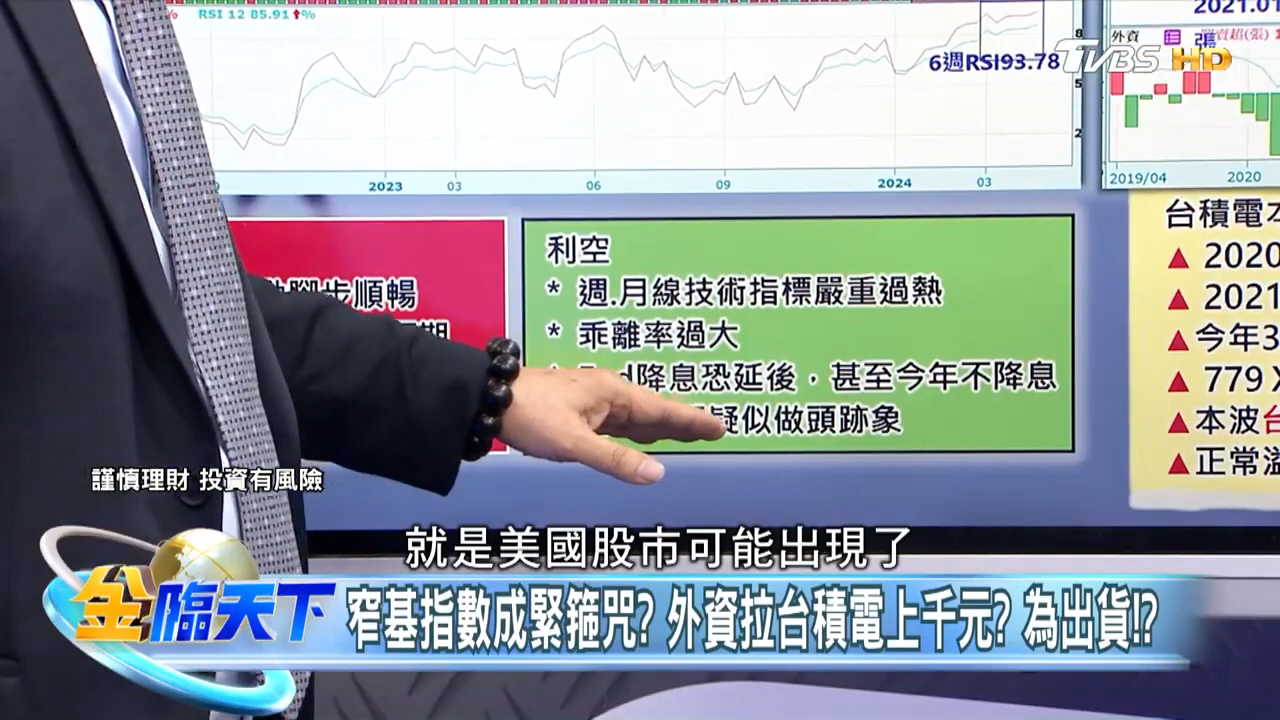 RSI 12 85.91↑%
6週RSI93.78
TVBS HD
2023 03 06 09 2024 03
2021.01
外資
張
2019/04 2020
步順暢
利空
* 週.月線技術指標嚴重過熱
* 乖離率過大
降息恐延後，甚至今年不降息
疑似做頭跡象
台積電本
▲ 2020
▲ 2021
▲今年3
▲ 779
▲本波台
▲正常溢
謹慎理財 投資有風險
就是美國股市可能出現了
金臨天下
窄基指數成緊箍咒? 外資拉台積電上千元? 為出貨!?